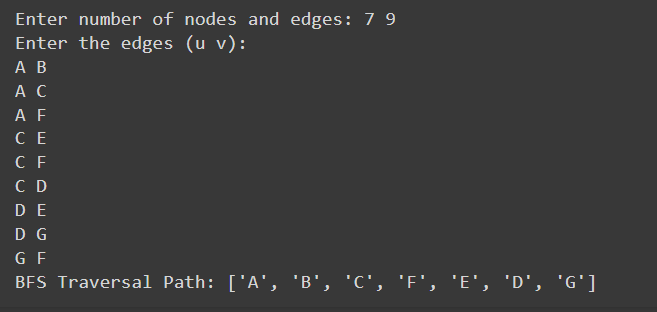 Enter number of nodes and edges: 7 9
Enter the edges (u v):
A B
A C
A F
C E
C F
C D
D E
D G
G F
BFS Traversal Path: ['A', 'B', 'C', 'F', 'E', 'D', 'G']